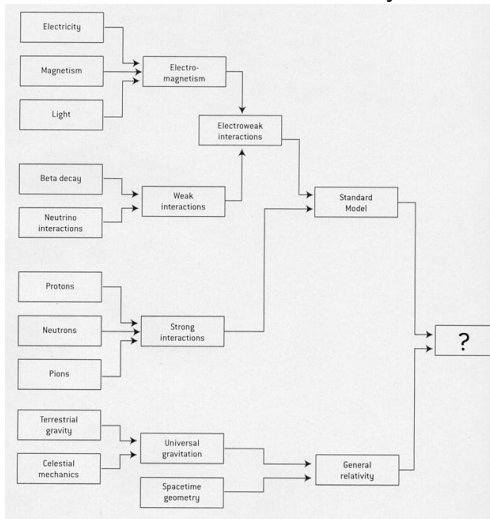 Electricity
Magnetism
Light
Electro-
magnetism
Electroweak
interactions
Beta decay
Neutrino
interactions
Weak
interactions
Standard
Model
Protons
Neutrons
Pions
Strong
interactions
?
Terrestrial
gravity
Celestial
mechanics
Universal
gravitation
Spacetime
geometry
General
relativity